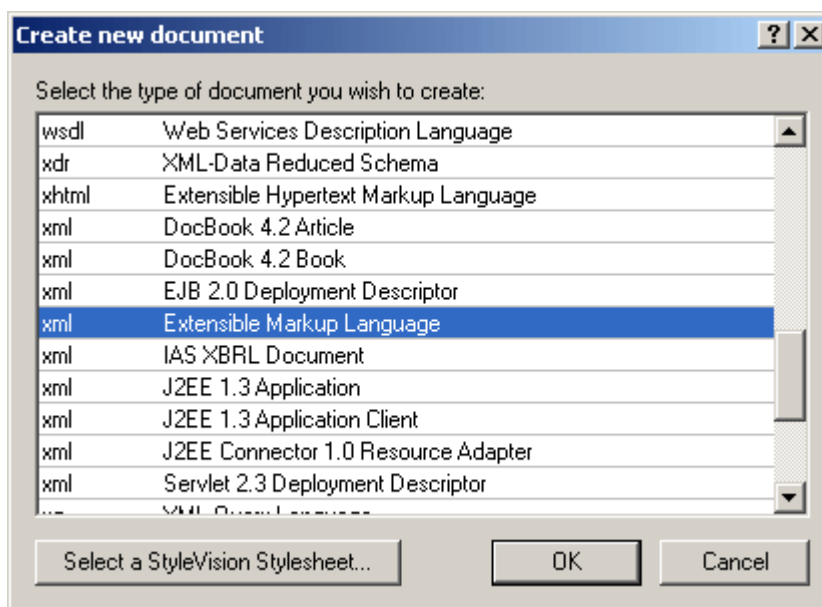 Create new document
Select the type of document you wish to create:
wsdl Web Services Description Language
xdr XML-Data Reduced Schema
xhtml Extensible Hypertext Markup Language
xml DocBook 4.2 Article
xml DocBook 4.2 Book
xml EJB 2.0 Deployment Descriptor
xml Extensible Markup Language
xml IAS XBRL Document
xml J2EE 1.3 Application
xml J2EE 1.3 Application Client
xml J2EE Connector 1.0 Resource Adapter
xml Servlet 2.3 Deployment Descriptor
XML Query Language
Select a StyleVision Stylesheet... OK Cancel